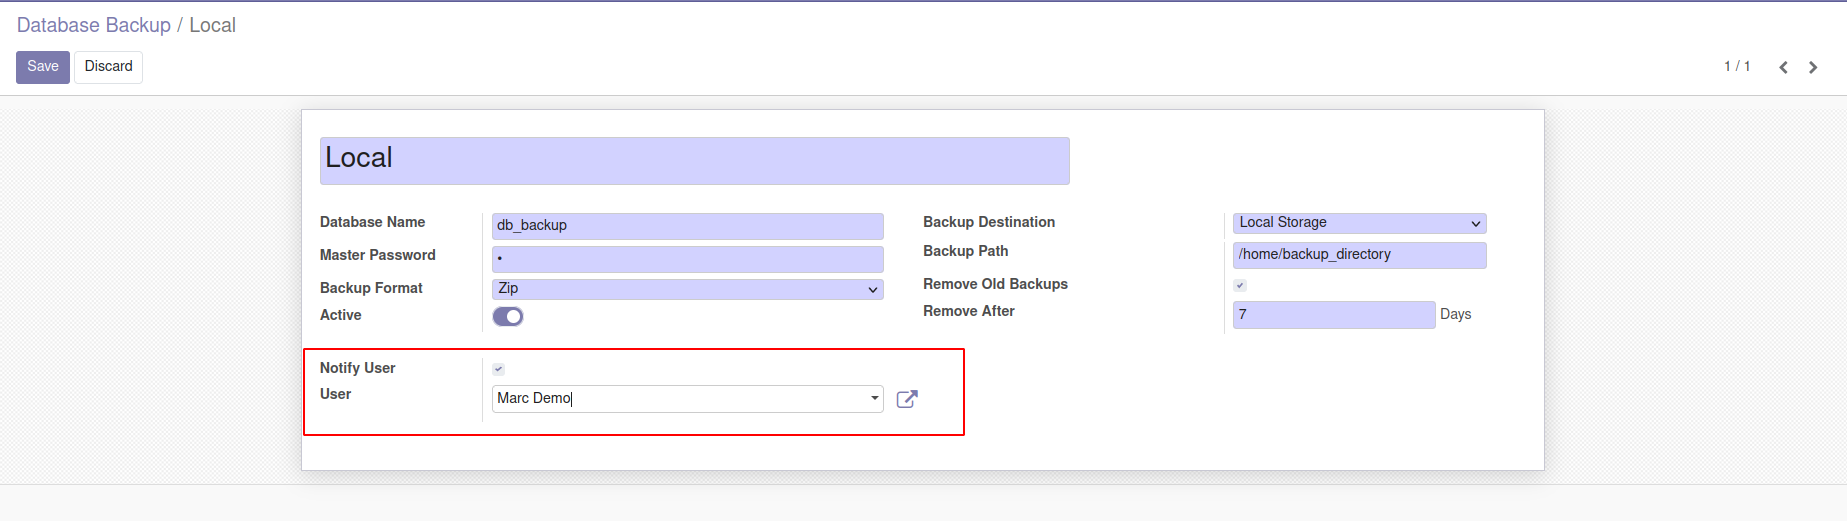 Database Backup / Local
Save Discard 1 / 1
Local
Database Name db_backup
Master Password •
Backup Format Zip
Active
Backup Destination Local Storage
Backup Path /home/backup_directory
Remove Old Backups
Remove After 7 Days
Notify User
User Marc Demo